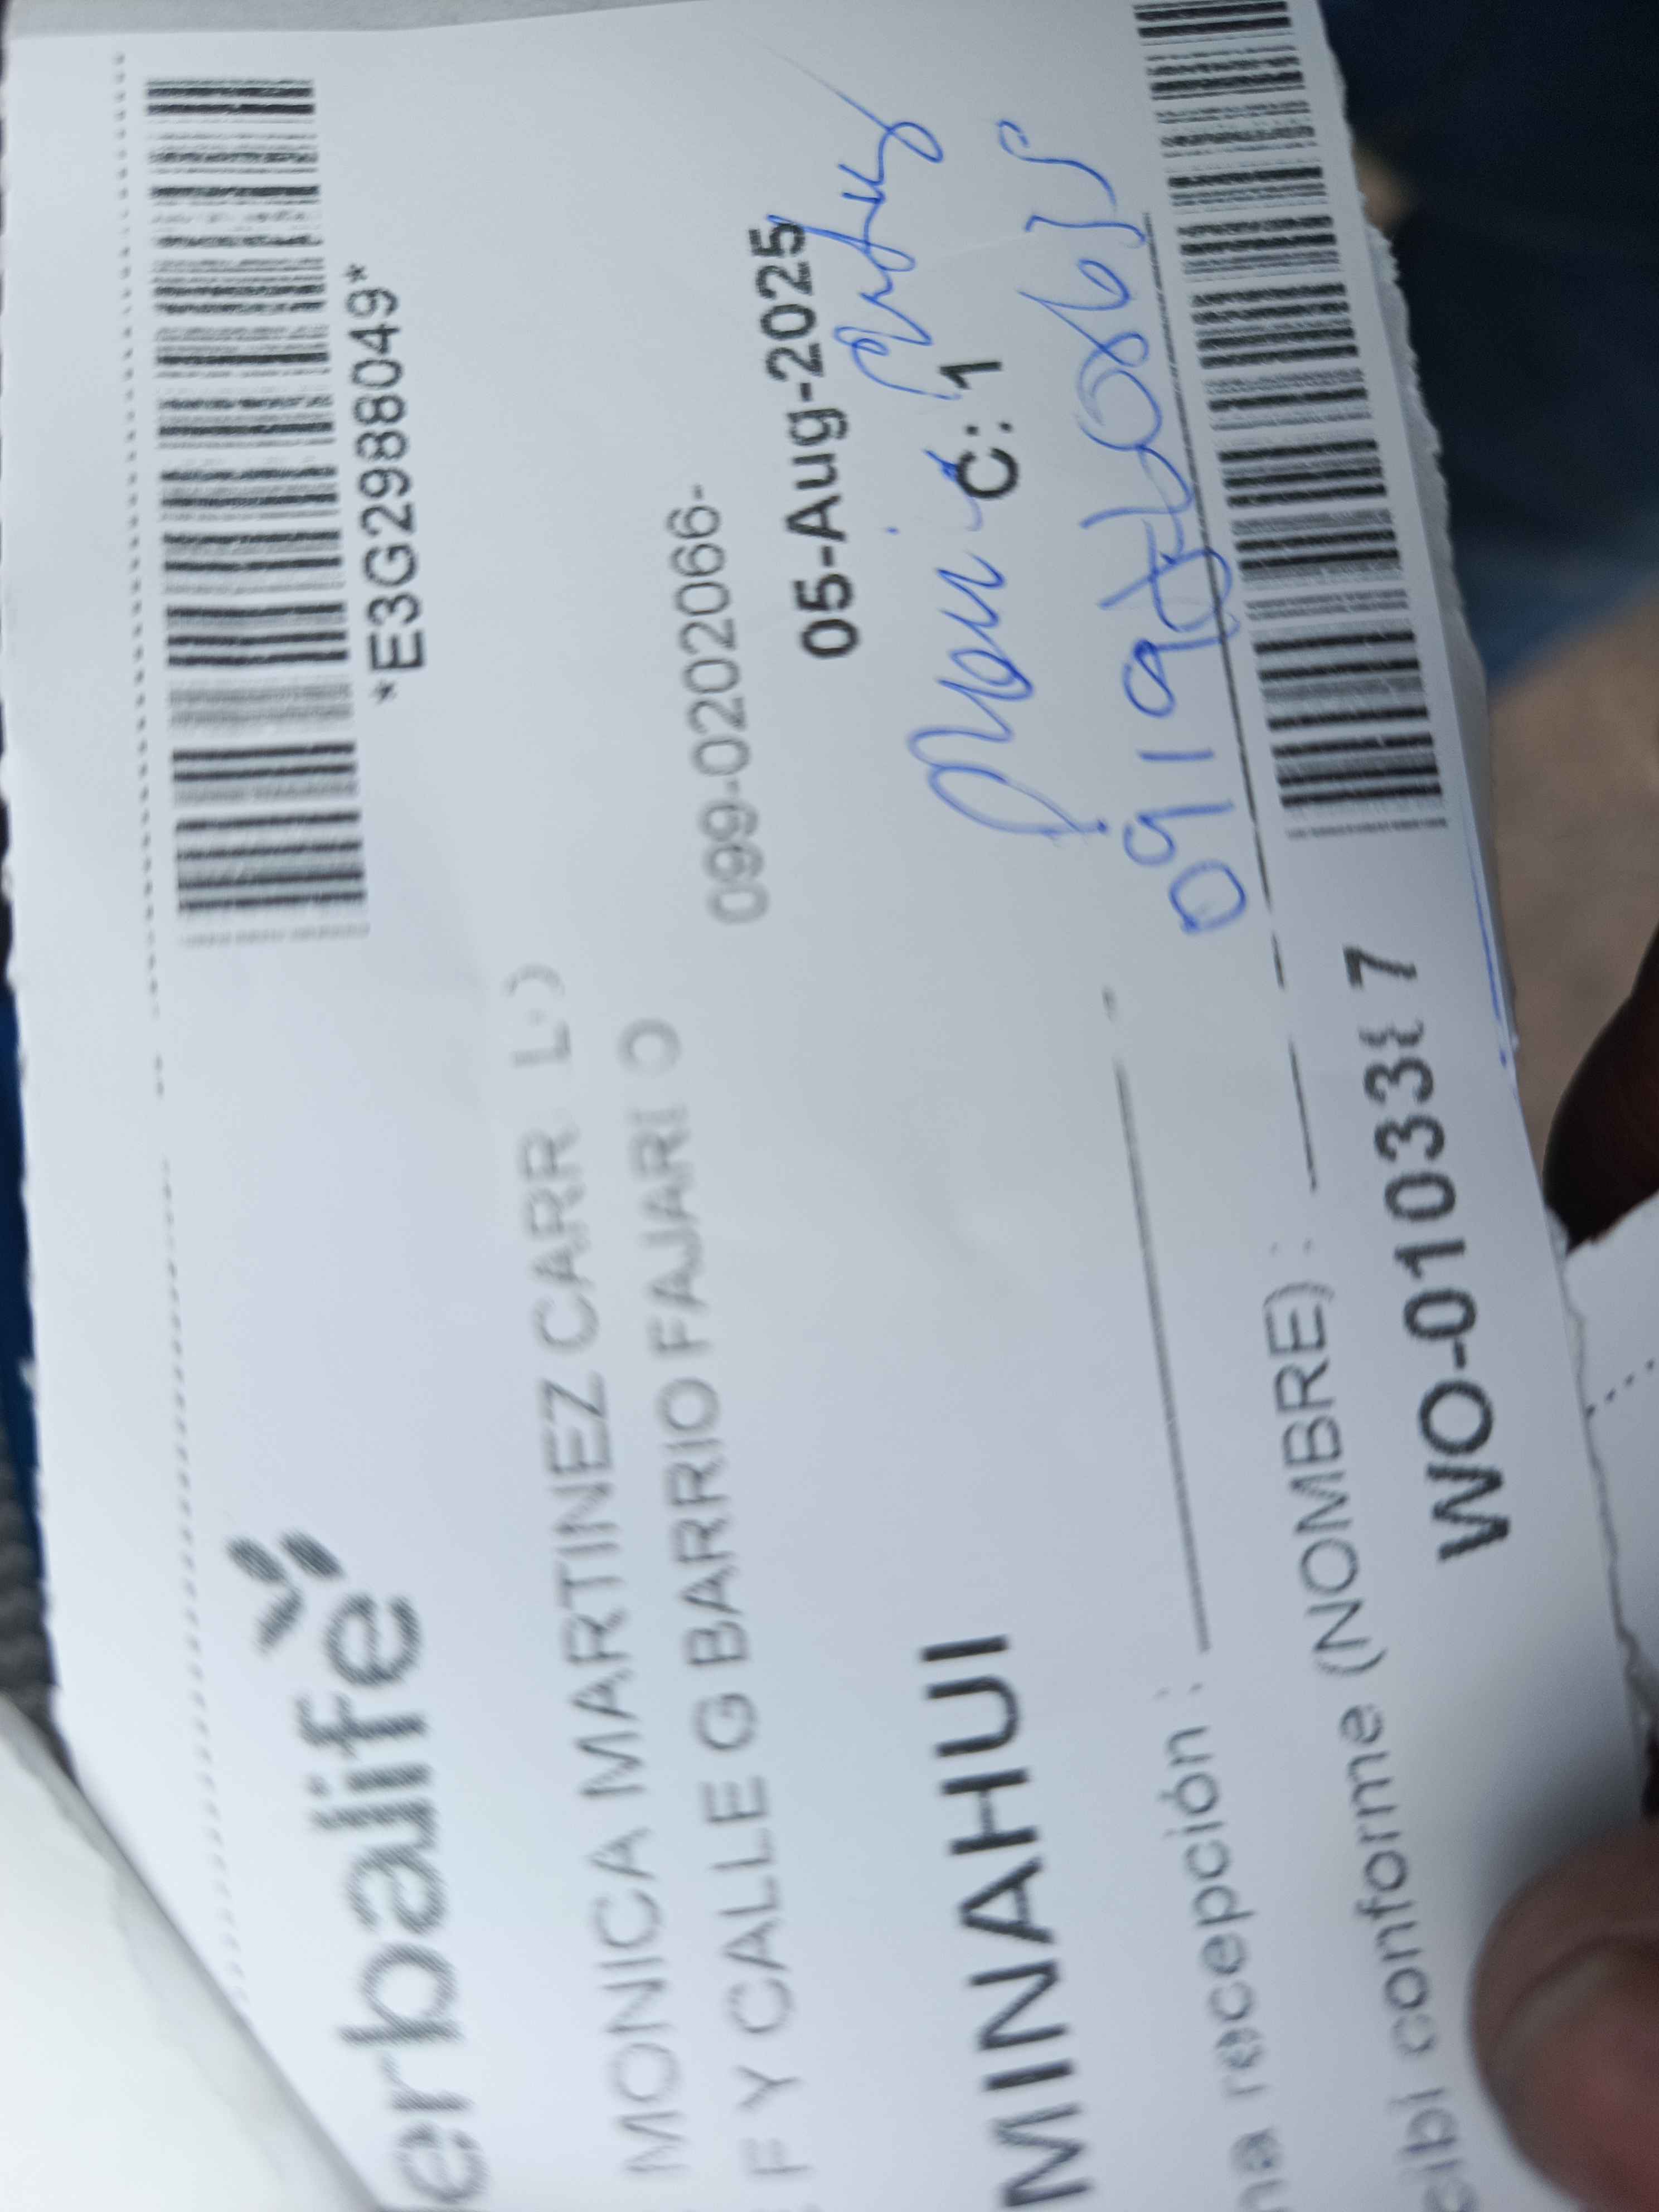 erbalife
*E3G2988049*
MONICA MARTINEZ CARR
F Y CALLE G BARRIO FAJARI O
099-0202066-
05-Aug-2025
MINAHUI
C: 1
recepción :
conforme (NOMBRE) :
WO-01033 7